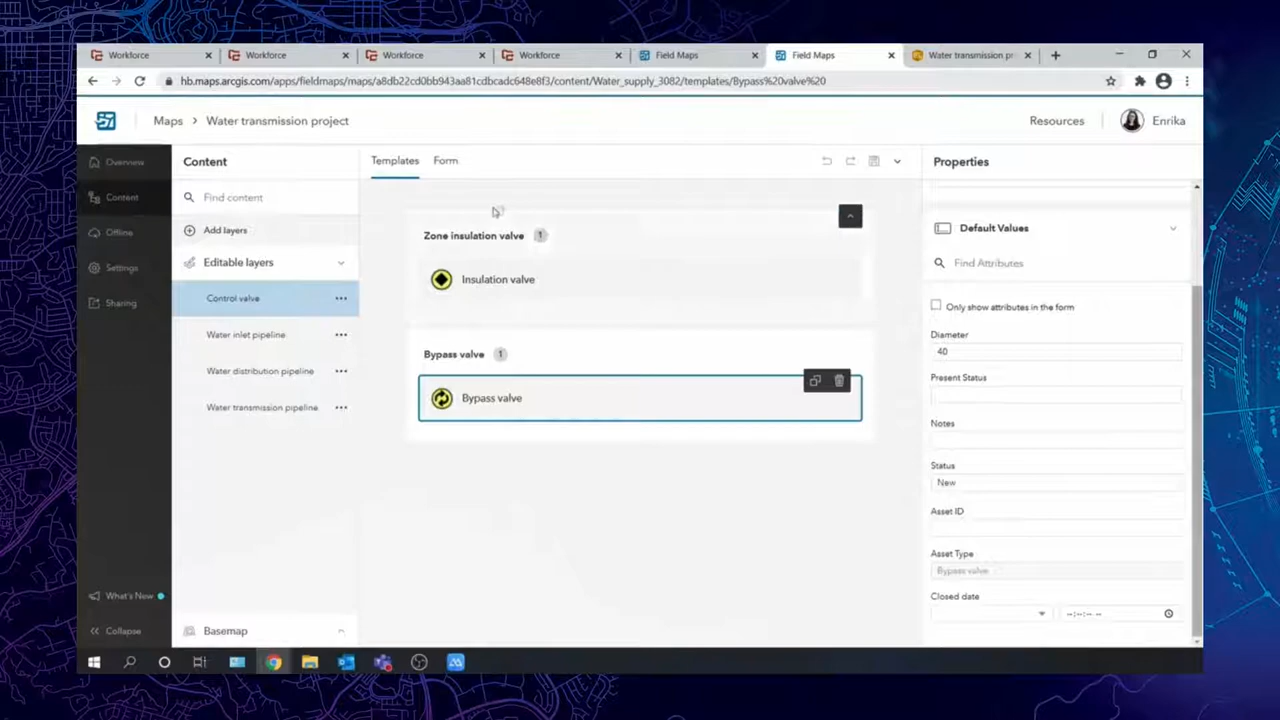 Workforce
Workforce
Workforce
Workforce
Field Maps
Field Maps
Water transmission pr
hb.maps.arcgis.com/apps/fieldmaps/maps/a8db22cd0bb943aa81cdbcadc648e8f3/content/Water_supply_3082/templates/Bypass%20valve%20
Maps > Water transmission project
Resources
Enrika
Overview
Content
Offline
Settings
Sharing
What's New
Collapse
Content
Find content
Add layers
Editable layers
Control valve
Water inlet pipeline
Water distribution pipeline
Water transmission pipeline
Basemap
Templates
Form
Zone insulation valve 1
Insulation valve
Bypass valve 1
Bypass valve
Properties
Default Values
Find Attributes
Only show attributes in the form
Diameter
40
Present Status
Notes
Status
New
Asset ID
Asset Type
Bypass valve
Closed date
--:--:-- --